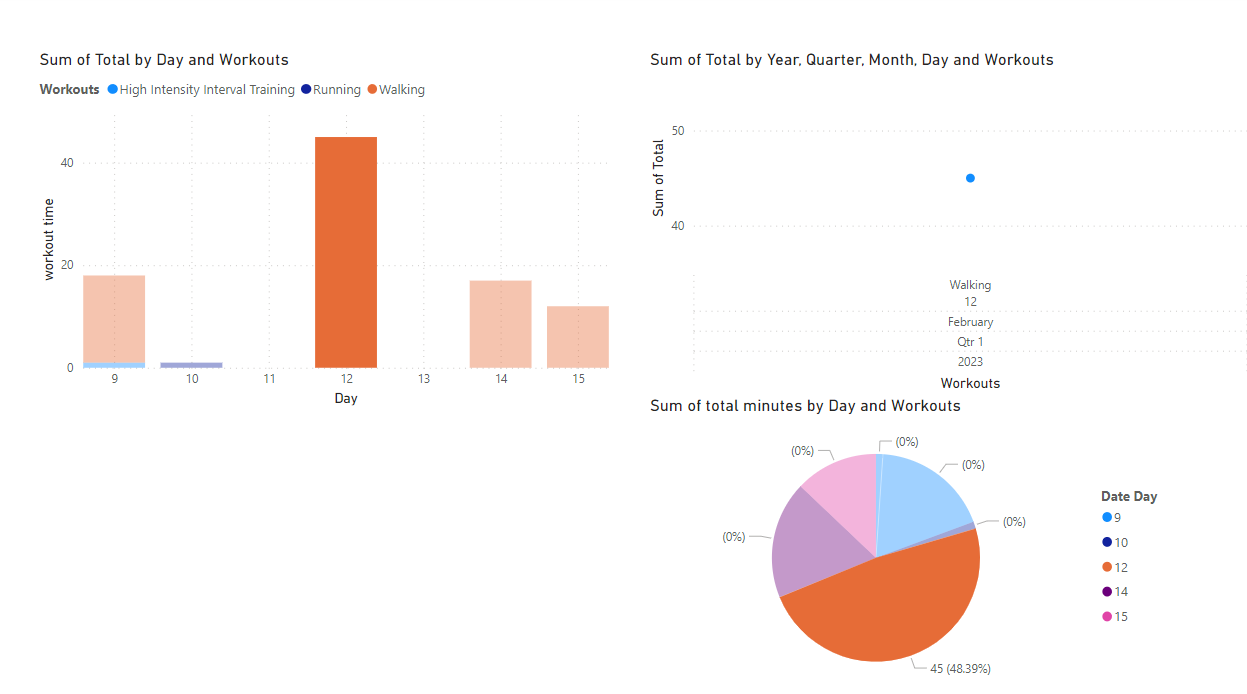 Sum of Total by Day and Workouts
Workouts High Intensity Interval Training Running Walking
workout time
40
20
0
9 10 11 12 13 14 15
Day
Sum of Total by Year, Quarter, Month, Day and Workouts
Sum of Total
50
40
Walking
12
February
Qtr 1
2023
Workouts
Sum of total minutes by Day and Workouts
(0%)
(0%)
(0%)
(0%)
(0%)
45 (48.39%)
Date Day
9
10
12
14
15